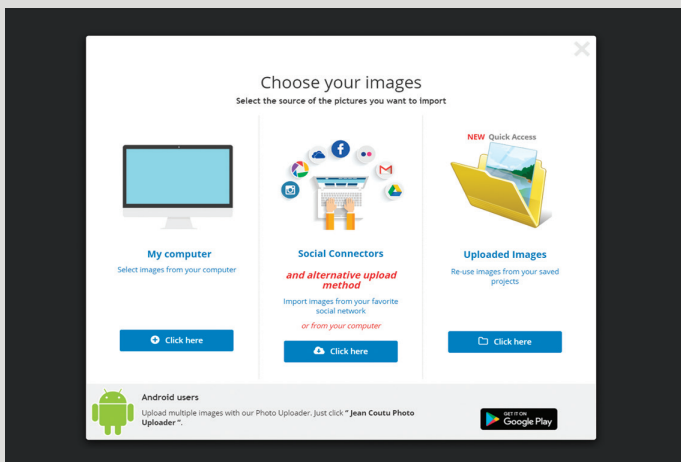 Choose your images
Select the source of the pictures you want to import
My computer
Select images from your computer
Click here
Social Connectors
and alternative upload
method
Import images from your favorite
social network
or from your computer
Click here
NEW Quick Access
Uploaded Images
Re-use images from your saved
projects
Click here
Android users
Upload multiple images with our Photo Uploader. Just click " Jean Coutu Photo
Uploader ".
GET IT ON
Google Play